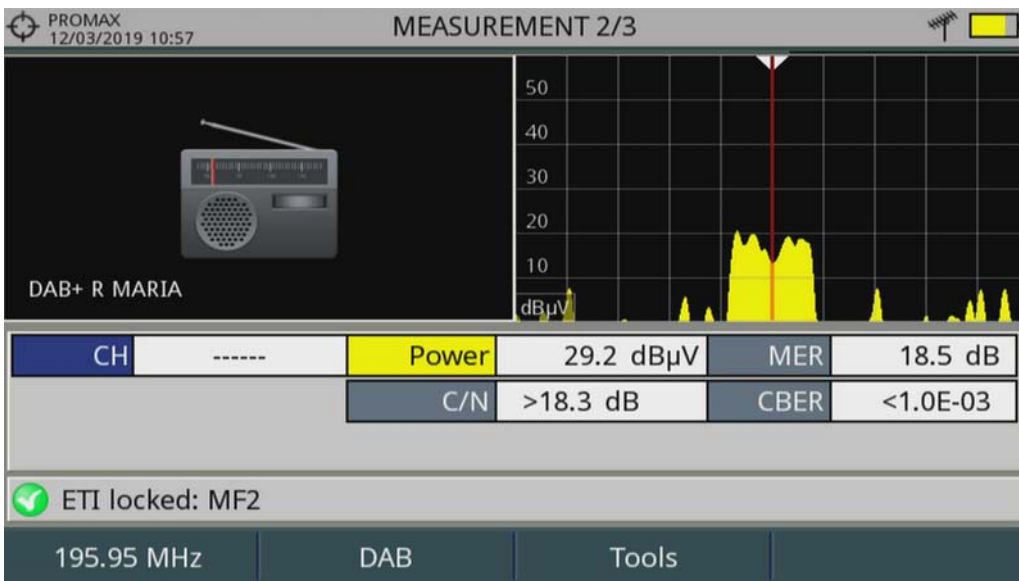 PROMAX
12/03/2019 10:57
MEASUREMENT 2/3
50
40
30
20
10
dBµV
DAB+ R MARIA
CH ------ Power 29.2 dBµV MER 18.5 dB
C/N >18.3 dB CBER <1.0E-03
ETI locked: MF2
195.95 MHz DAB Tools